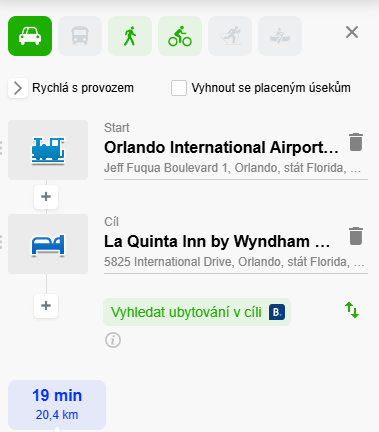 Rychlá s provozem
Vyhnout se placeným úsekům
Start
Orlando International Airport…
Jeff Fuqua Boulevard 1, Orlando, stát Florida, …
Cíl
La Quinta Inn by Wyndham …
5825 International Drive, Orlando, stát Florida, …
Vyhledat ubytování v cíli B.
19 min
20,4 km